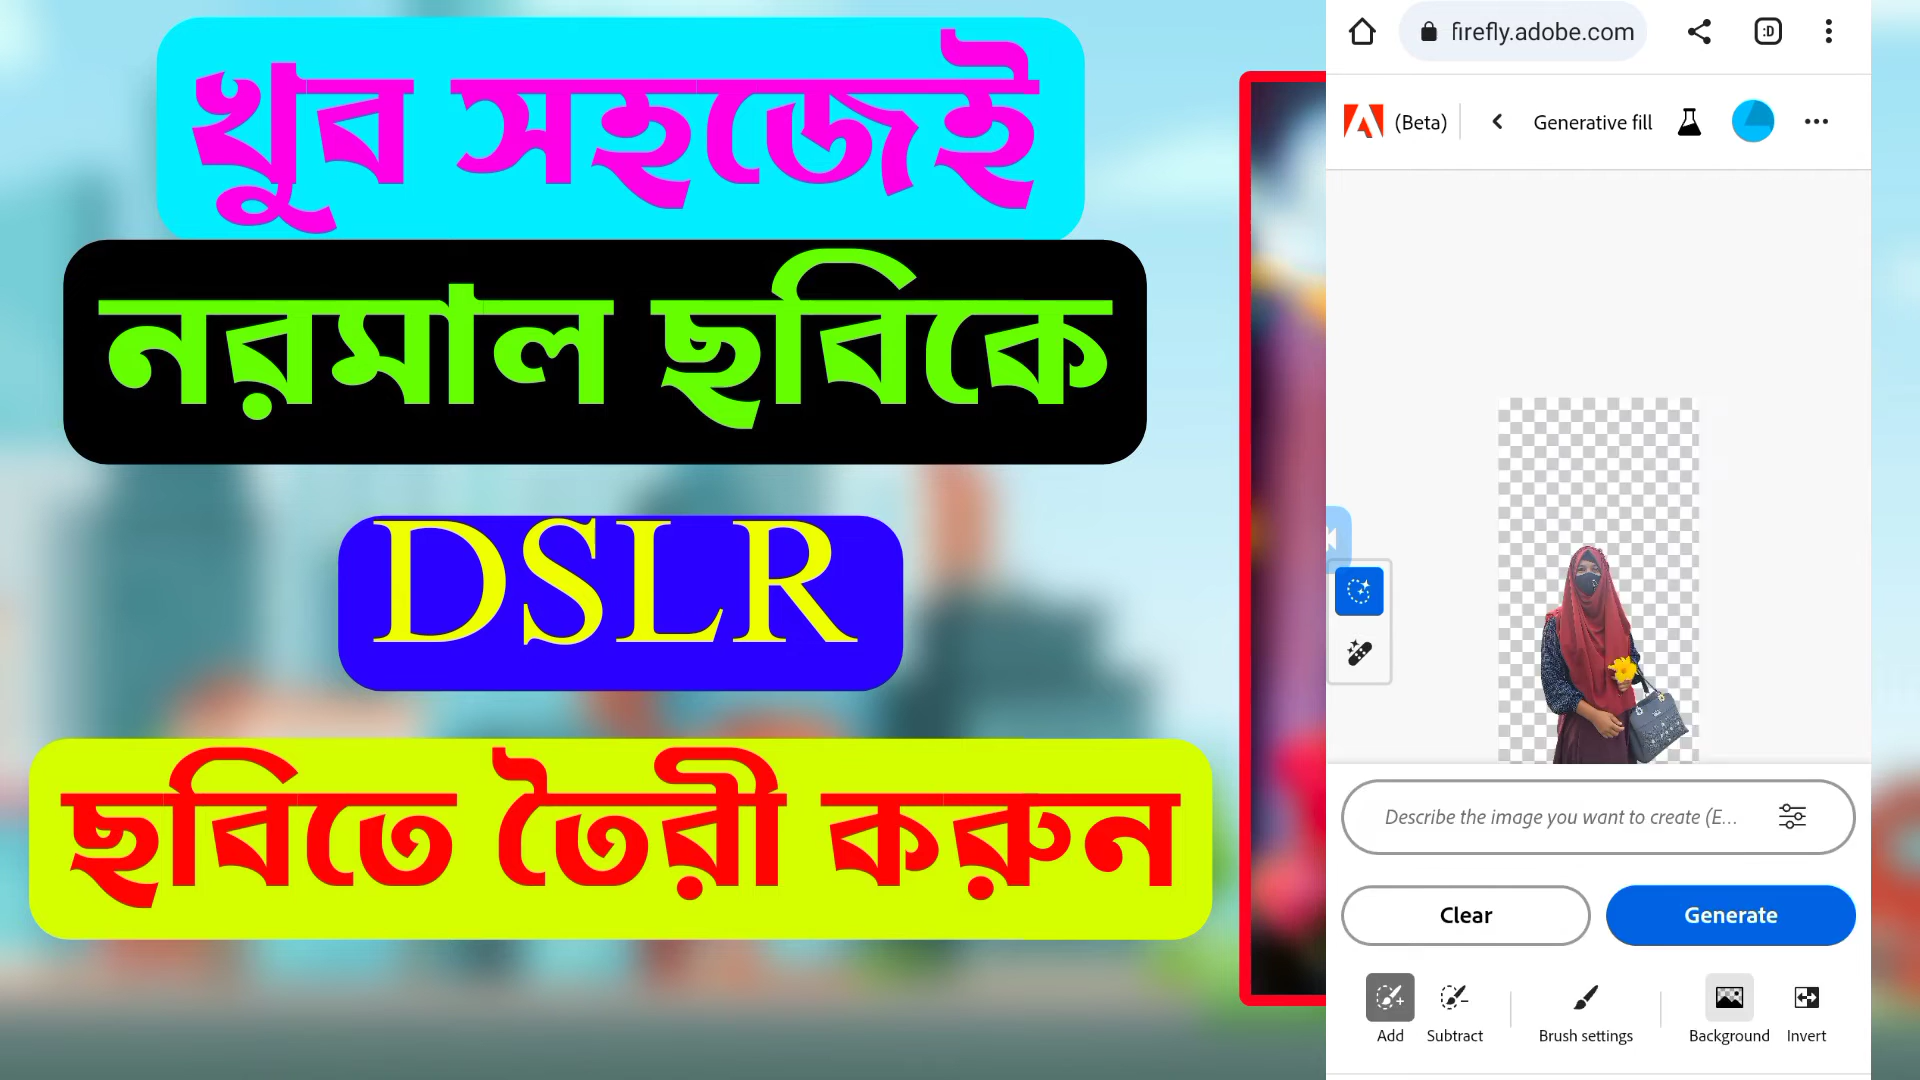 খুব সহজেই
নরমাল ছবিকে
DSLR
ছবিতে তৈরী করুন
firefly.adobe.com
:D
(Beta)
Generative fill
Describe the image you want to create (E...
Clear
Generate
Add
Subtract
Brush settings
Background
Invert